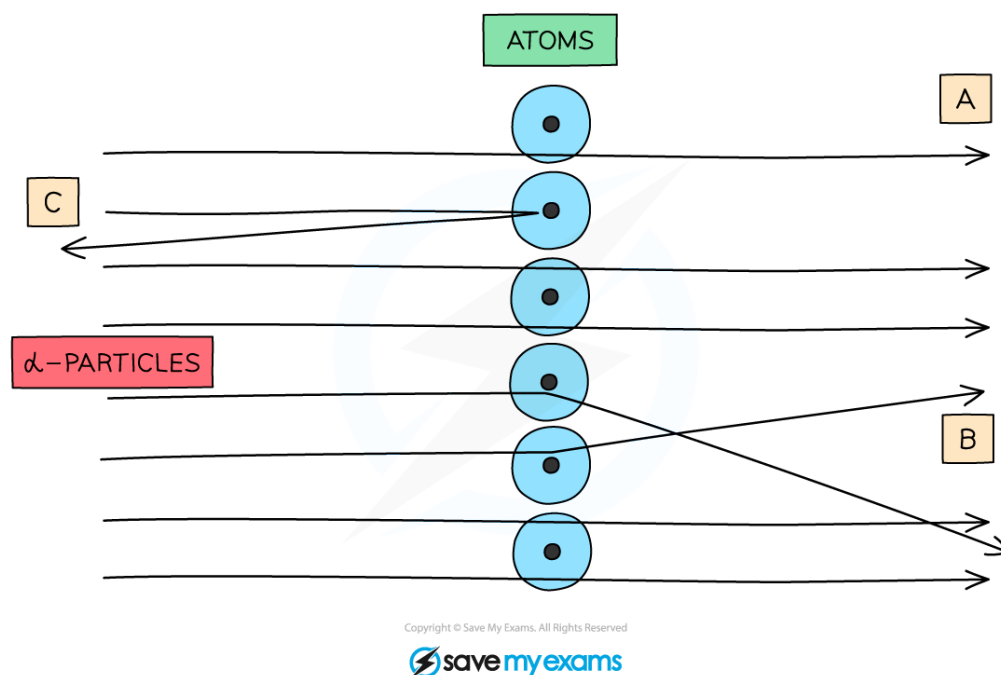 ATOMS
A
C
α-PARTICLES
B
Copyright © Save My Exams. All Rights Reserved
save my exams